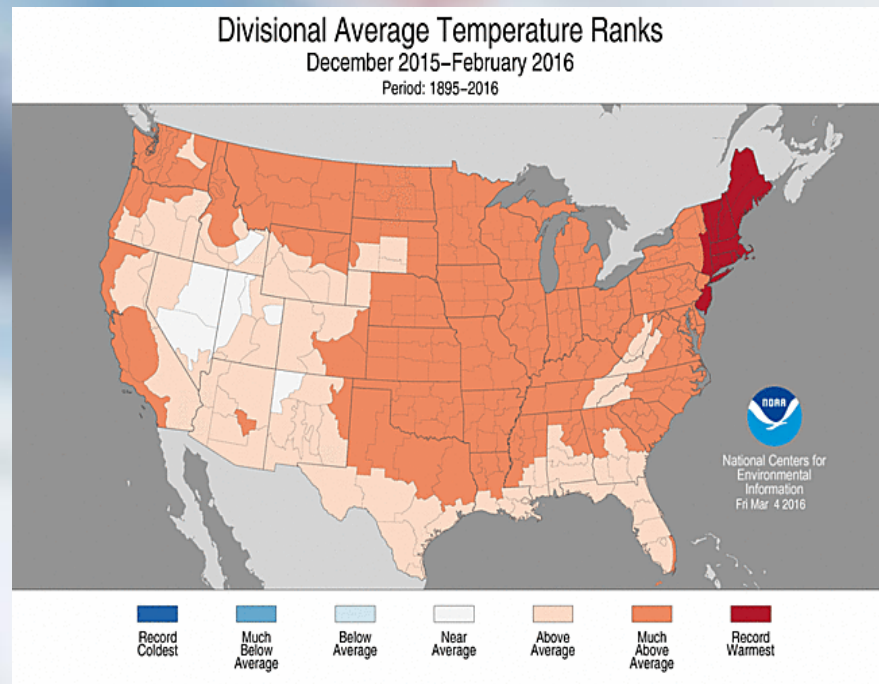 Divisional Average Temperature Ranks
December 2015–February 2016
Period: 1895–2016
NOAA
National Centers for
Environmental
Information
Fri Mar 4 2016
Record
Coldest
Much
Below
Average
Below
Average
Near
Average
Above
Average
Much
Above
Average
Record
Warmest